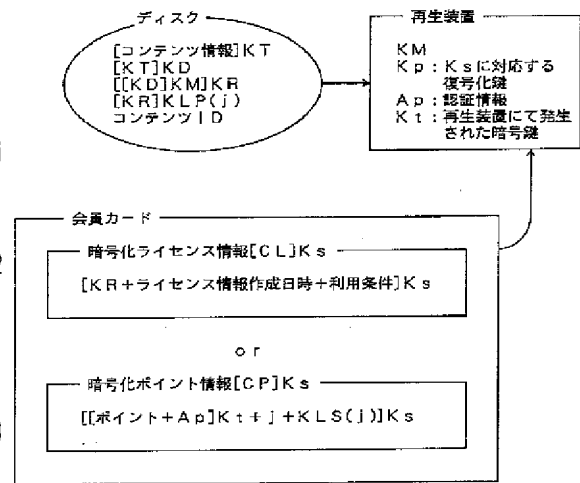 ディスク
[コンテンツ情報]KT
[KT]KD
[[KD]KM]KR
[KR]KLP(j)
コンテンツID
再生装置
KM
Kp:Ksに対応する
復号化鍵
Ap:認証情報
Kt:再生装置にて発生
された暗号鍵
会員カード
暗号化ライセンス情報[CL]Ks
[KR+ライセンス情報作成日時+利用条件]Ks
or
暗号化ポイント情報[CP]Ks
[[ポイント+Ap]Kt+j+KLS(j)]Ks